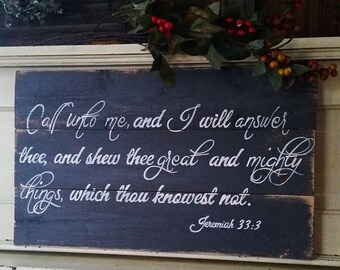 Call unto me, and I will answer
thee, and shew thee great and mighty
things, which thou knowest not.
Jeremiah 33:3